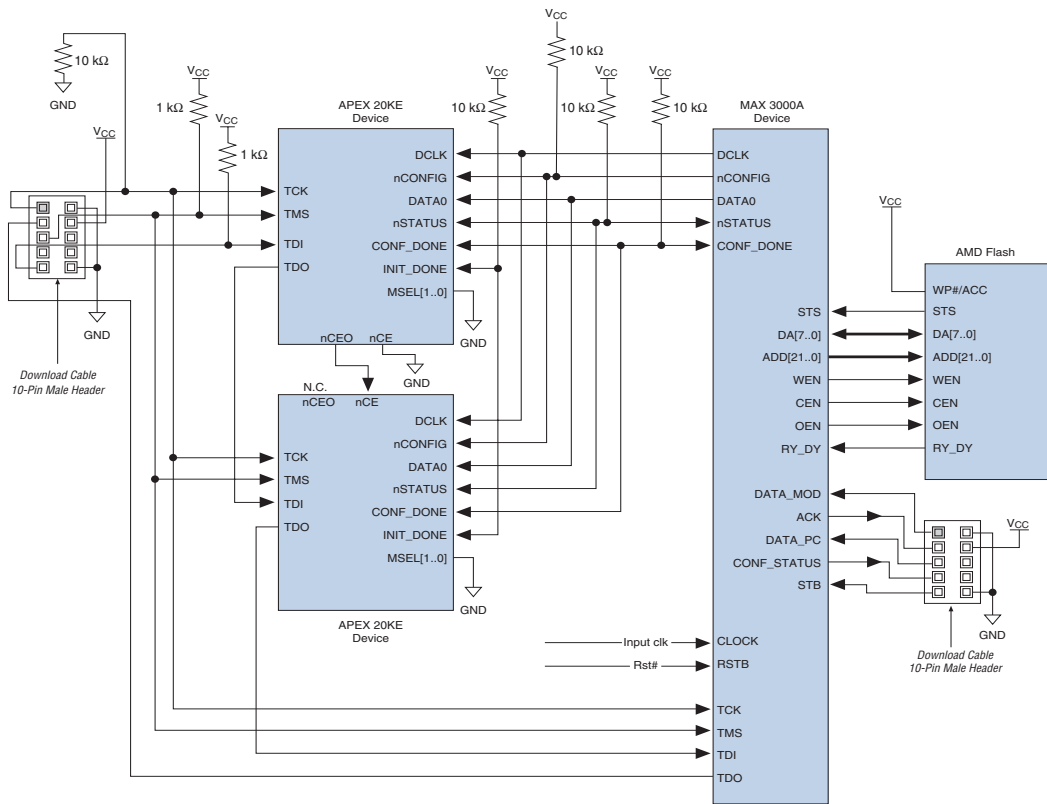 VCC
10 kΩ
GND
VCC
1 kΩ
VCC
VCC
1 kΩ
APEX 20KE
Device
VCC
10 kΩ
VCC
10 kΩ
VCC
10 kΩ
VCC
10 kΩ
MAX 3000A
Device
TCK
TMS
TDI
TDO
DCLK
nCONFIG
DATA0
nSTATUS
CONF_DONE
INIT_DONE
MSEL[1..0]
nCEO
nCE
GND
GND
GND
Download Cable
10-Pin Male Header
DCLK
nCONFIG
DATA0
nSTATUS
CONF_DONE
VCC
AMD Flash
WP#/ACC
STS
STS
DA[7..0]
DA[7..0]
ADD[21..0]
ADD[21..0]
WEN
WEN
CEN
CEN
OEN
OEN
RY_DY
RY_DY
N.C.
nCEO
nCE
TCK
TMS
TDI
TDO
DCLK
nCONFIG
DATA0
nSTATUS
CONF_DONE
INIT_DONE
MSEL[1..0]
GND
APEX 20KE
Device
DATA_MOD
ACK
DATA_PC
CONF_STATUS
STB
VCC
GND
Download Cable
10-Pin Male Header
Input clk
CLOCK
Rst#
RSTB
TCK
TMS
TDI
TDO